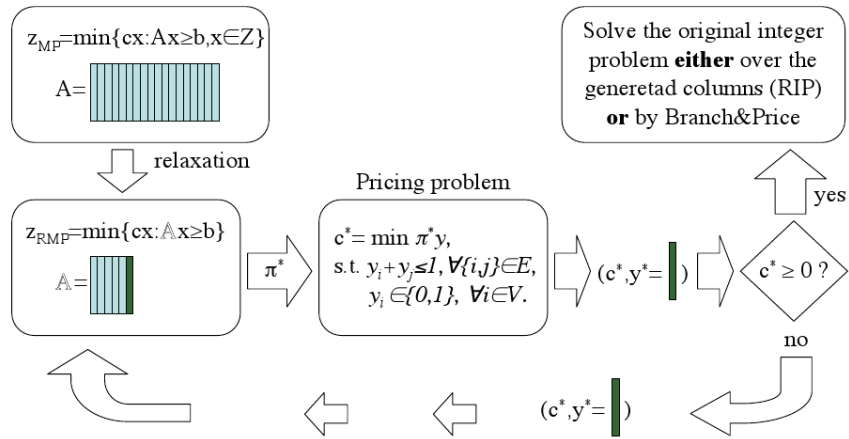 z_MP=min{cx:Ax≥b,x∈Z}
A=
relaxation
z_RMP=min{cx:𝔸x≥b}
𝔸=
π*
Pricing problem
c*= min π*y,
s.t. y_i+y_j≤1,∀{i,j}∈E,
y_i ∈{0,1}, ∀i∈V.
(c*,y*= )
c* ≥ 0 ?
yes
Solve the original integer
problem either over the
generetad columns (RIP)
or by Branch&Price
no
(c*,y*= )